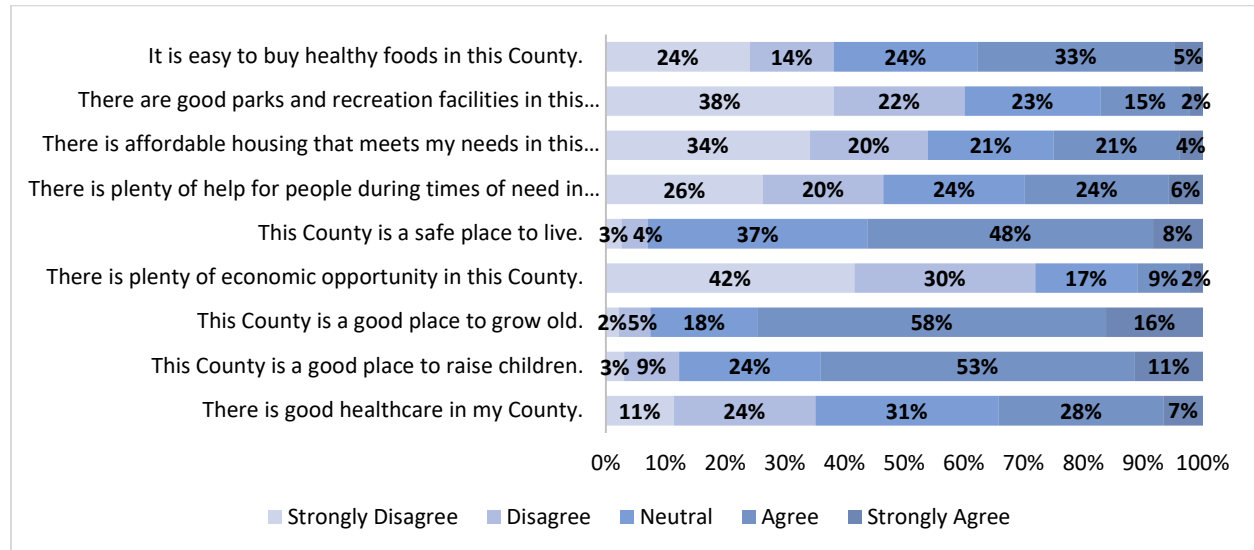 It is easy to buy healthy foods in this County. 24% 14% 24% 33% 5%
There are good parks and recreation facilities in this... 38% 22% 23% 15% 2%
There is affordable housing that meets my needs in this... 34% 20% 21% 21% 4%
There is plenty of help for people during times of need in... 26% 20% 24% 24% 6%
This County is a safe place to live. 3% 4% 37% 48% 8%
There is plenty of economic opportunity in this County. 42% 30% 17% 9% 2%
This County is a good place to grow old. 2% 5% 18% 58% 16%
This County is a good place to raise children. 3% 9% 24% 53% 11%
There is good healthcare in my County. 11% 24% 31% 28% 7%
0% 10% 20% 30% 40% 50% 60% 70% 80% 90% 100%
Strongly Disagree Disagree Neutral Agree Strongly Agree